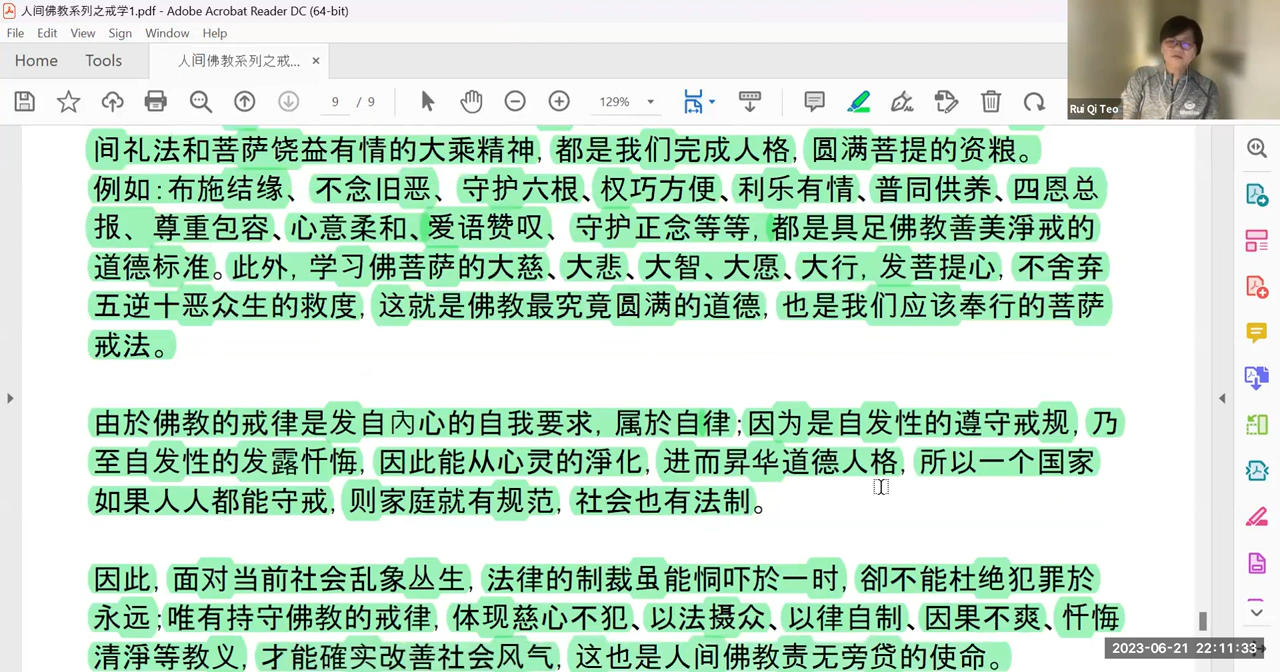 人间佛教系列之戒学1.pdf - Adobe Acrobat Reader DC (64-bit)
File Edit View Sign Window Help
Home Tools 人间佛教系列之戒... ×
9 / 9 129%
Rui Qi Teo
间礼法和菩萨饶益有情的大乘精神, 都是我们完成人格, 圆满菩提的资粮。
例如:布施结缘、不念旧恶、守护六根、权巧方便、利乐有情、普同供养、四恩总
报、尊重包容、心意柔和、爱语赞叹、守护正念等等, 都是具足佛教善美淨戒的
道德标准。此外, 学习佛菩萨的大慈、大悲、大智、大愿、大行, 发菩提心, 不舍弃
五逆十恶众生的救度, 这就是佛教最究竟圆满的道德, 也是我们应该奉行的菩萨
戒法。
由於佛教的戒律是发自內心的自我要求, 属於自律;因为是自发性的遵守戒规, 乃
至自发性的发露忏悔, 因此能从心灵的淨化, 进而昇华道德人格, 所以一个国家
如果人人都能守戒, 则家庭就有规范, 社会也有法制。
因此, 面对当前社会乱象丛生, 法律的制裁虽能恫吓於一时, 卻不能杜绝犯罪於
永远;唯有持守佛教的戒律, 体现慈心不犯、以法摄众、以律自制、因果不爽、忏悔
清淨等教义, 才能確实改善社会风气, 这也是人间佛教责无旁贷的使命。
2023-06-21 22:11:33